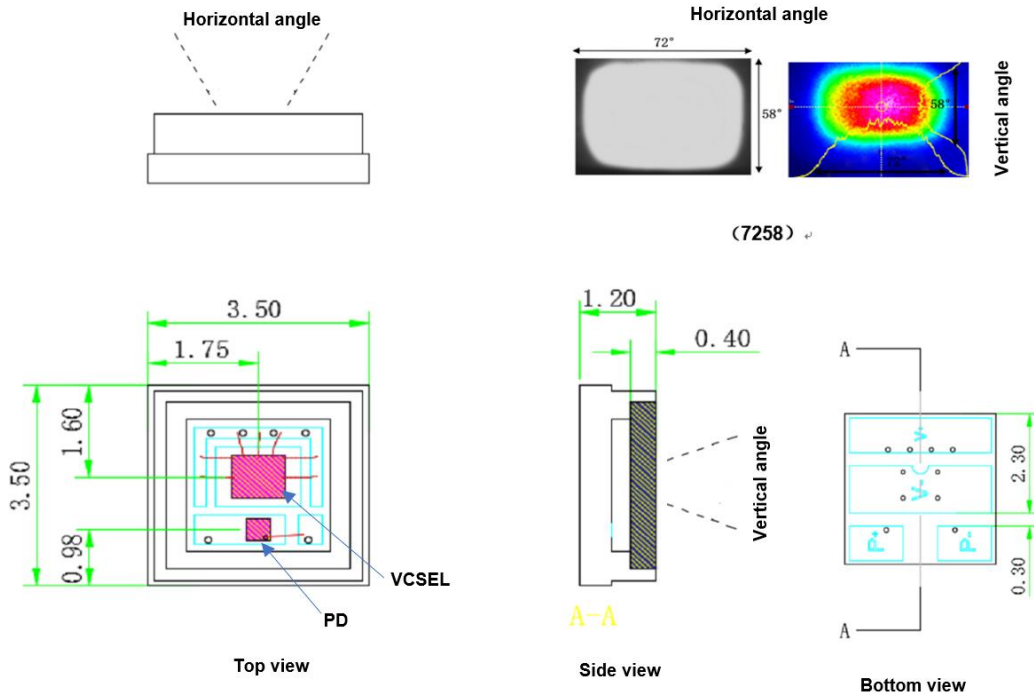 Horizontal angle
Horizontal angle
72°
58°
58°
72°
Vertical angle
（7258）
3.50
1.75
1.60
3.50
0.98
VCSEL
PD
Top view
1.20
0.40
Vertical angle
A-A
Side view
A
V+
V-
2.30
P+
P-
0.30
A
Bottom view